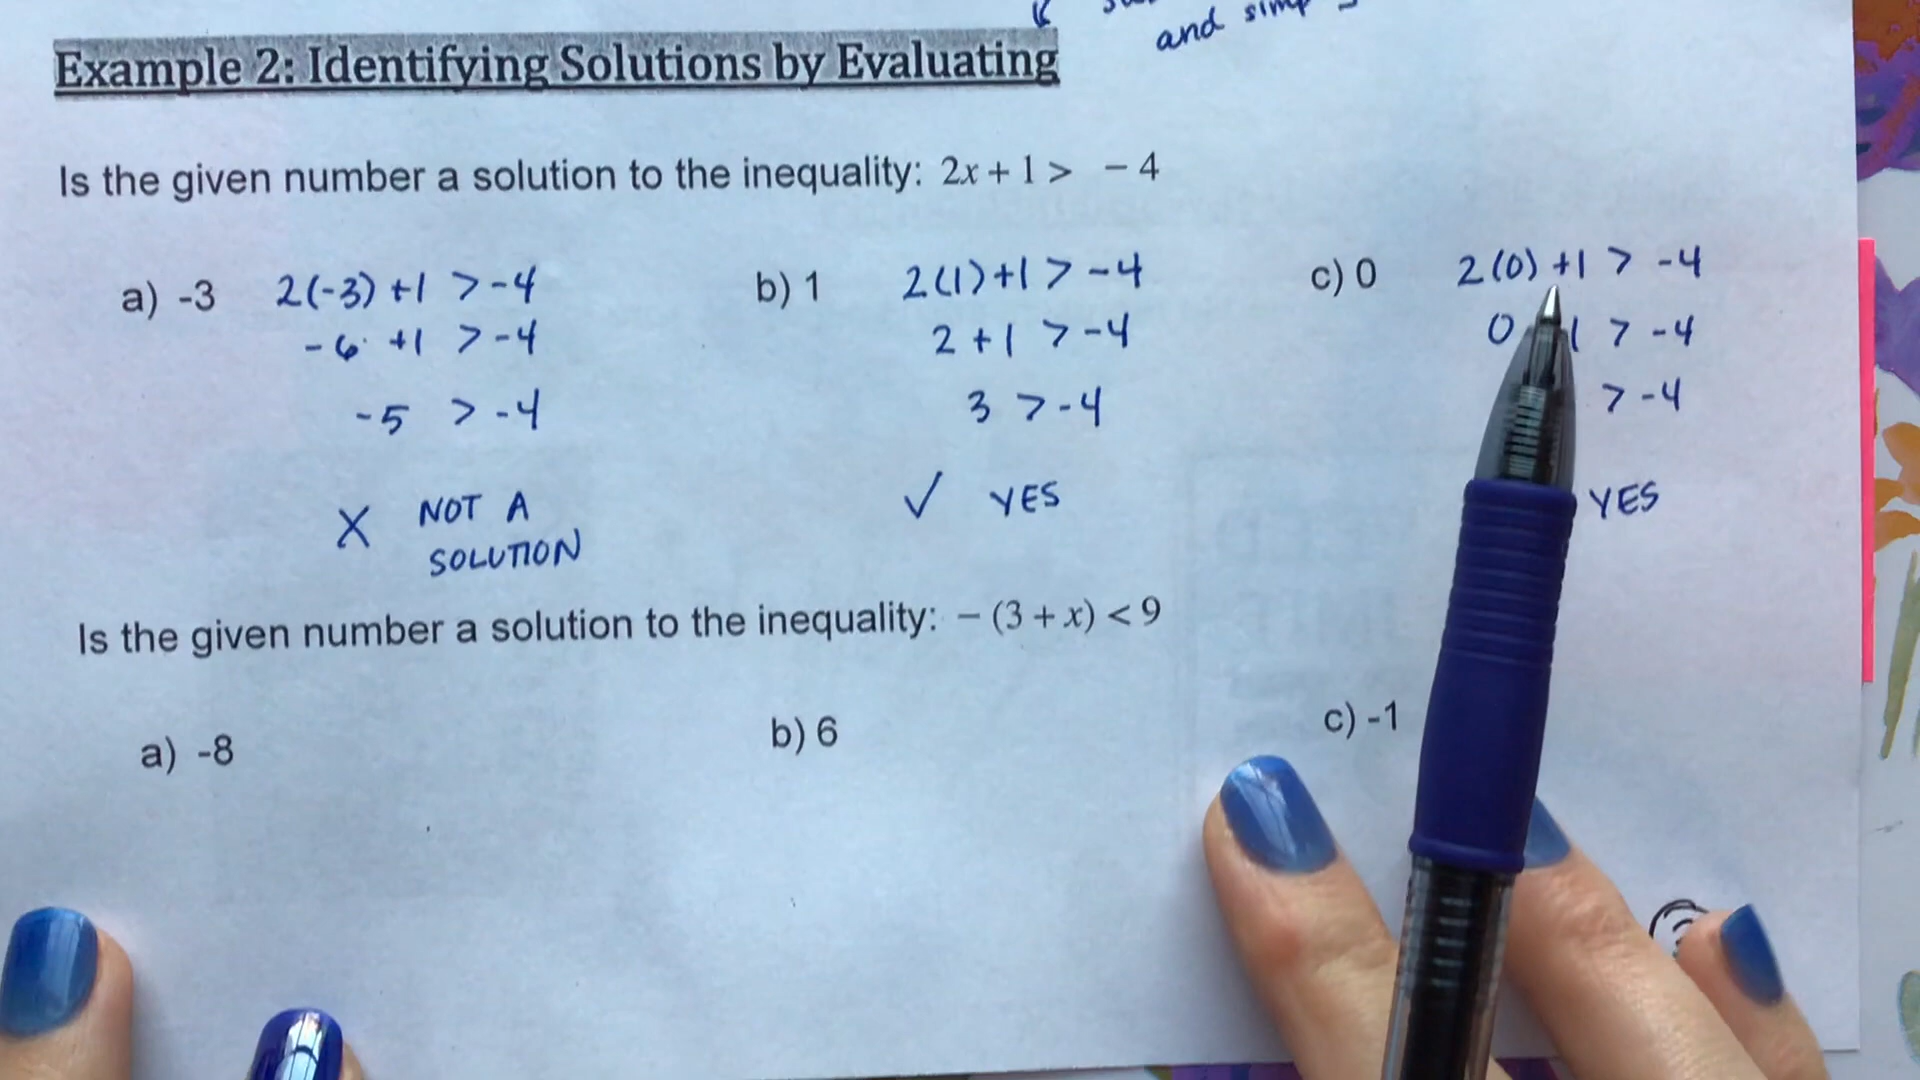 and
Example 2: Identifying Solutions by Evaluating
Is the given number a solution to the inequality: 2x + 1 > - 4
a) -3 2(-3) +1 > -4
-6 +1 > -4
-5 > -4
X NOT A
SOLUTION
b) 1 2(1)+1 > -4
2 +1 > -4
3 > -4
✓ YES
c) 0 2(0) +1 > -4
0 1 > -4
> -4
YES
Is the given number a solution to the inequality: - (3 + x) < 9
a) -8
b) 6
c) -1